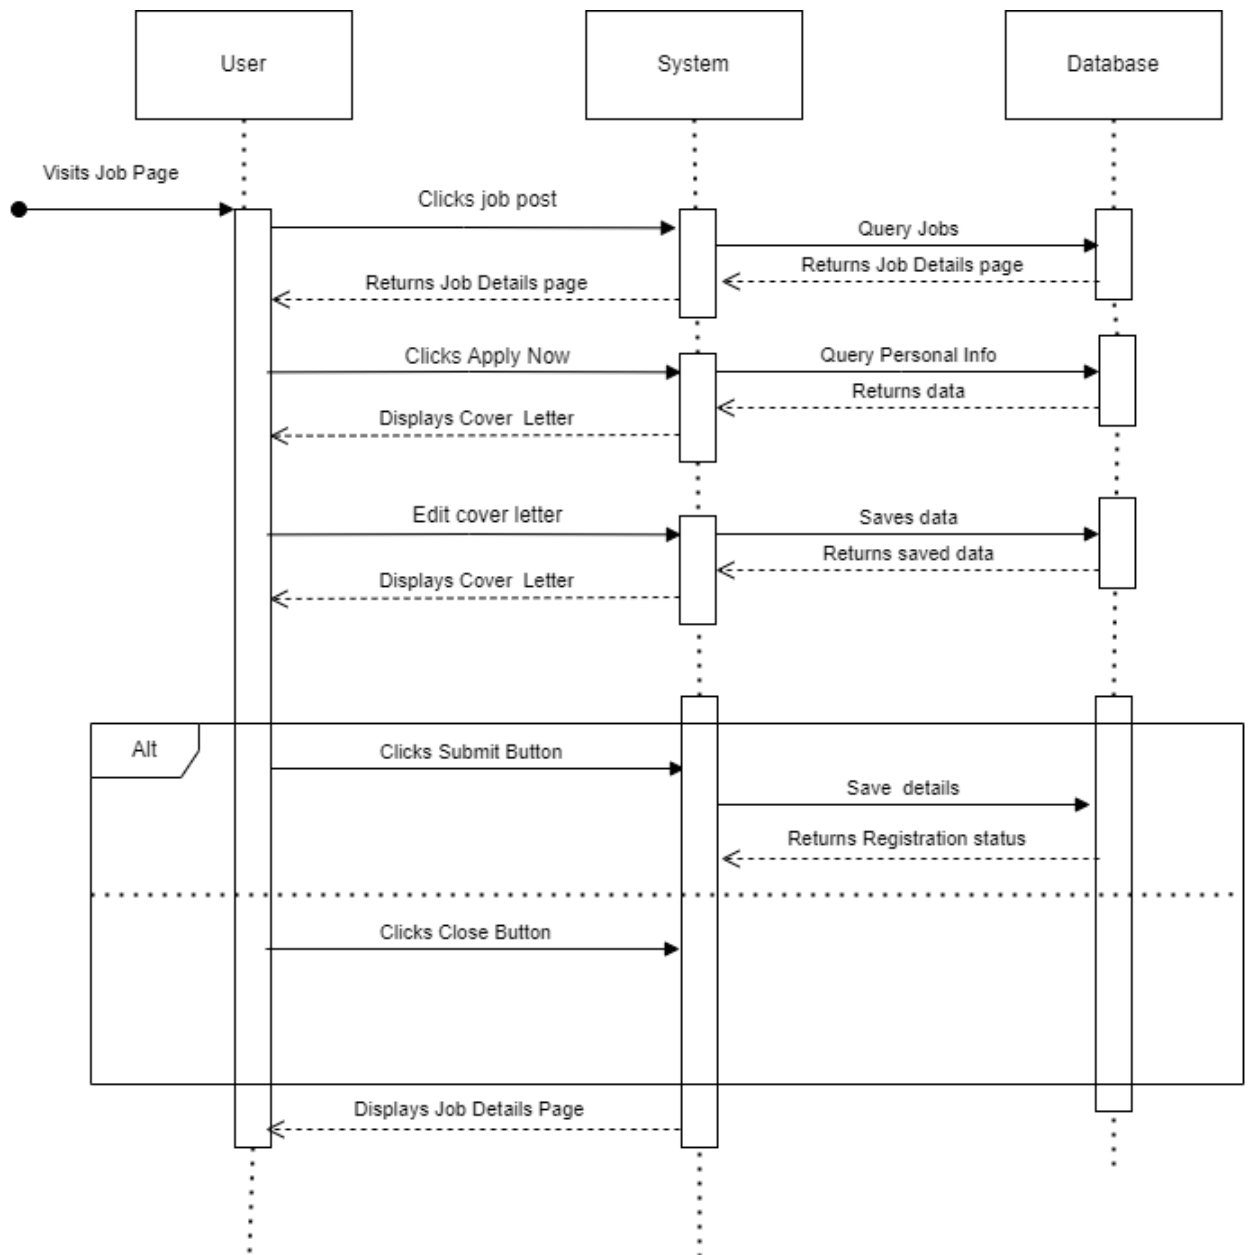 User
System
Database
Visits Job Page
Clicks job post
Query Jobs
Returns Job Details page
Returns Job Details page
Clicks Apply Now
Query Personal Info
Returns data
Displays Cover  Letter
Edit cover letter
Saves data
Returns saved data
Displays Cover  Letter
Alt
Clicks Submit Button
Save  details
Returns Registration status
Clicks Close Button
Displays Job Details Page